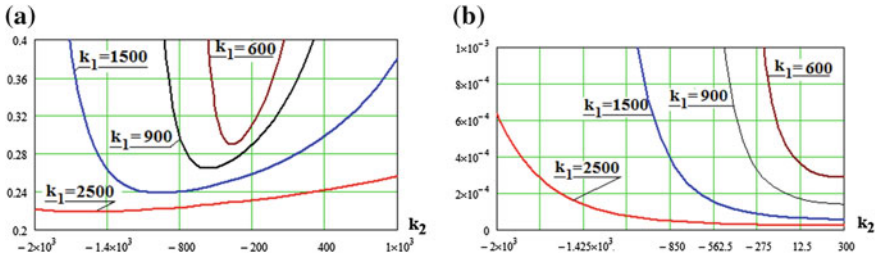 (a)
0.4
0.36
0.32
0.28
0.24
0.2
k₁=1500
k₁=600
k₁=900
k₁=2500
k₂
−2×10³ −1.4×10³ −800 −200 400 1×10³
(b)
1×10⁻³
8×10⁻⁴
6×10⁻⁴
4×10⁻⁴
2×10⁻⁴
0
k₁=600
k₁=900
k₁=1500
k₁=2500
k₂
−2×10³ −1.425×10³ −850 −562.5 −275 12.5 300